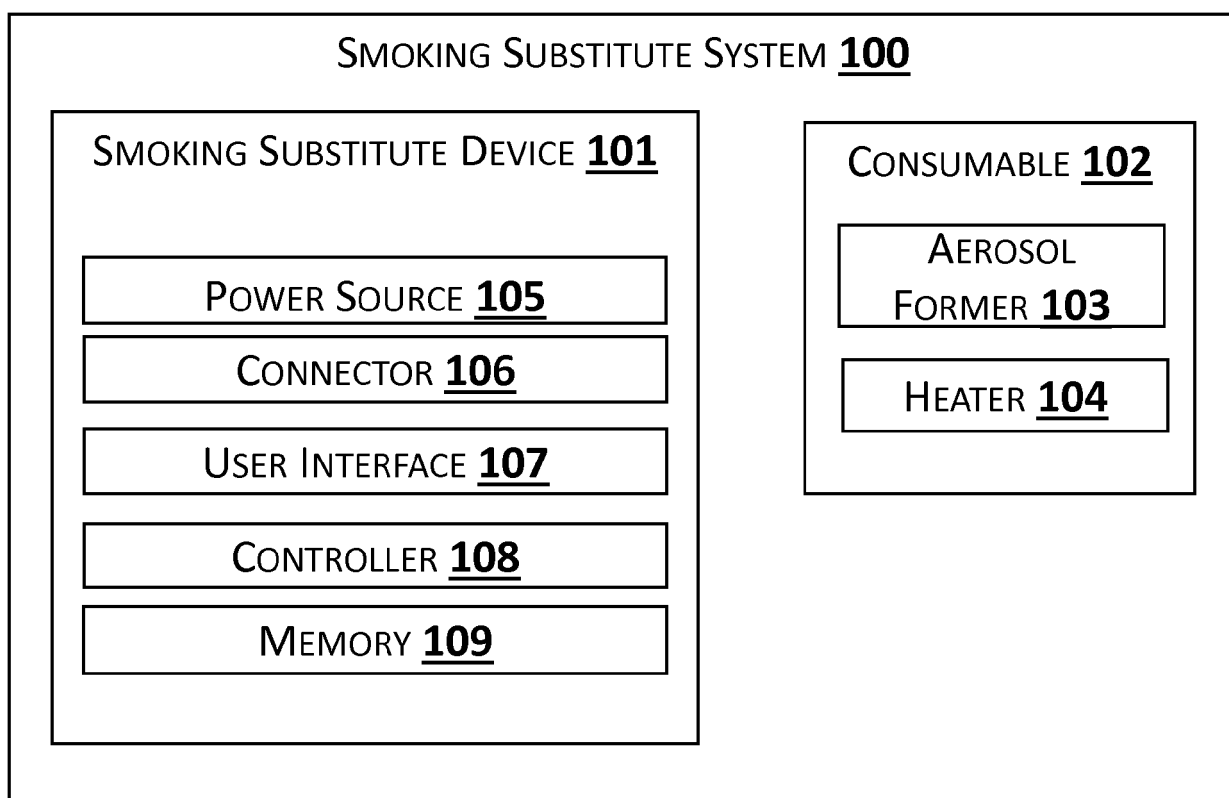 SMOKING SUBSTITUTE SYSTEM 100
SMOKING SUBSTITUTE DEVICE 101
POWER SOURCE 105
CONNECTOR 106
USER INTERFACE 107
CONTROLLER 108
MEMORY 109
CONSUMABLE 102
AEROSOL
FORMER 103
HEATER 104